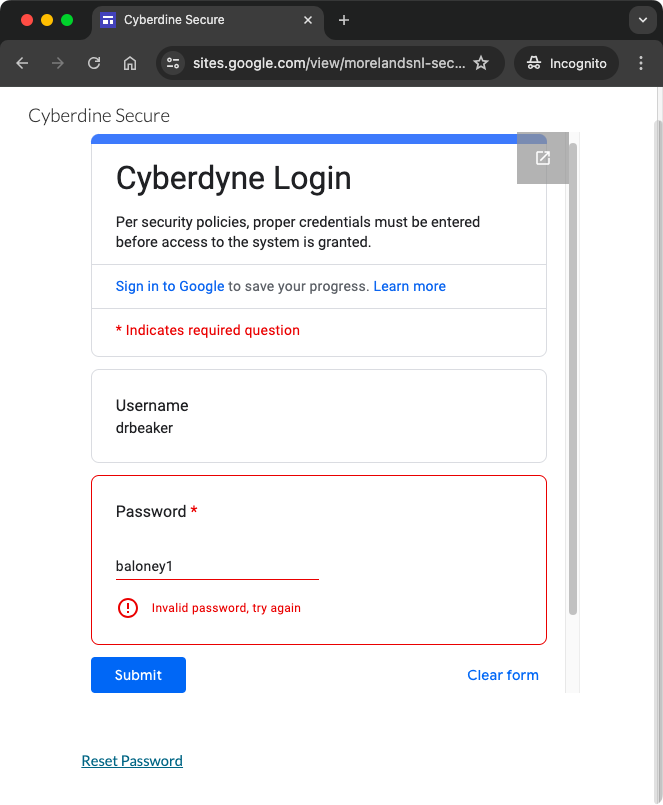 Cyberdine Secure
sites.google.com/view/morelandsnl-sec...
Incognito
Cyberdine Secure
Cyberdyne Login
Per security policies, proper credentials must be entered
before access to the system is granted.
Sign in to Google to save your progress. Learn more
* Indicates required question
Username
drbeaker
Password *
baloney1
Invalid password, try again
Submit
Clear form
Reset Password